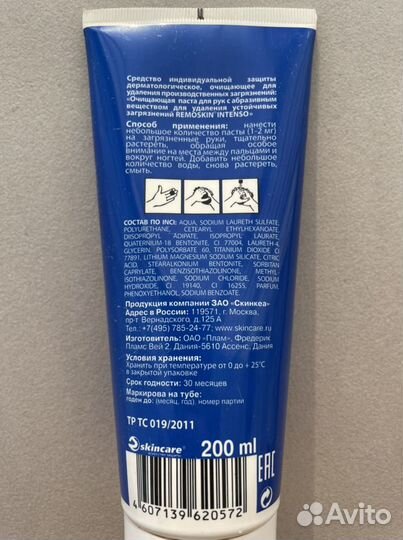 Средство индивидуальной защиты
дерматологическое, очищающее для
удаления производственных загрязнений:
«Очищающая паста для рук с абразивным
веществом для удаления устойчивых
загрязнений REMOSKIN® INTENSO»
Способ применения: нанести
небольшое количество пасты (1-2 мг) на
загрязненные руки, тщательно
растереть, обращая особое
внимание на места между пальцами и
вокруг ногтей. Добавить небольшое
количество воды, снова растереть,
смыть.
СОСТАВ ПО INCI: AQUA, SODIUM LAURETH SULFATE,
POLYURETHANE, CETEARYL ETHYLHEXANOATE,
DIISOPROPYL ADIPATE, ISOPROPYL LAURATE,
QUATERNIUM-18 BENTONITE, CI 77004, LAURETH-4,
GLYCERIN, POLYSORBATE 20, TITANIUM DIOXIDE CI
77891, LITHIUM MAGNESIUM SODIUM SILICATE, CITRIC
ACID, STEARALKONIUM BENTONITE, SORBITAN
CAPRYLATE, BENZISOTHIAZOLINONE, METHYL
ISOTHIAZOLINONE, SODIUM CHLORIDE, SODIUM
HYDROXIDE, CI 19140, CI 16255, PARFUM,
PHENOXYETHANOL, SODIUM BENZOATE
Продукция компании ЗАО «Скинкеа»
Адрес в России: 119571, г. Москва,
пр-т Вернадского, д.125 А
Тел.: +7(495) 785-24-77; www.skincare.ru
Изготовитель: ОАО «Плам», Фредерик
Пламс Вей 2, Дания-5610 Ассенс, Дания
Условия хранения:
Хранить при температуре от 0 до + 25°С
в закрытой упаковке
Срок годности: 30 месяцев
Маркирова на тубе:
годен до: (месяц, год), номер партии
ТР ТС 019/2011
skincare®
200 ml
EAC
4 607139 620572
Avito